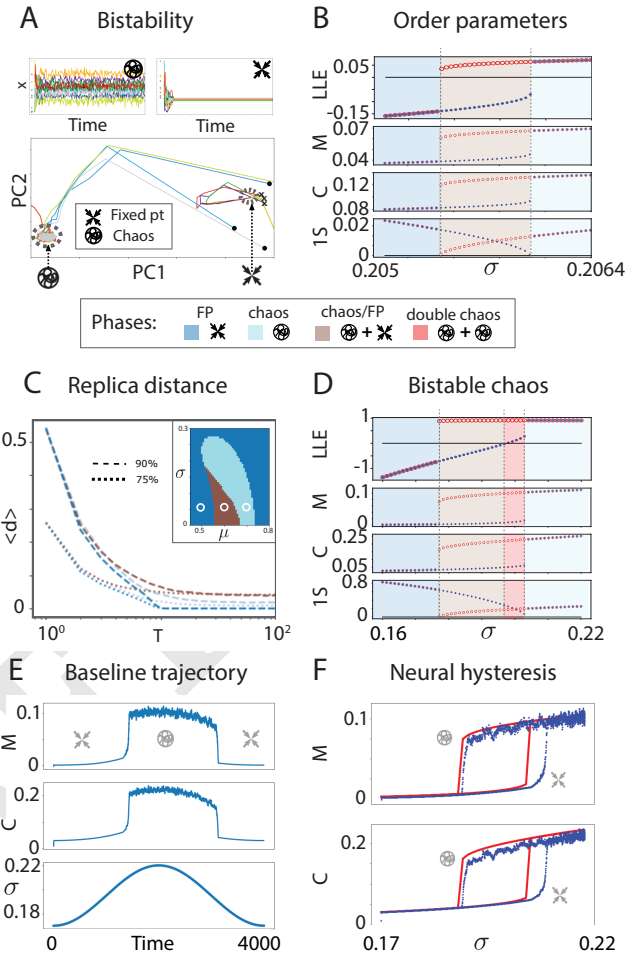 A Bistability
x
Time
Time
PC2
Fixed pt
Chaos
PC1
B Order parameters
LLE
0.05
-0.15
M
0.07
0.04
C
0.12
0.08
1S
0.02
0
0.205
σ
0.2064
Phases:
FP
chaos
chaos/FP
+
double chaos
+
C Replica distance
<d>
0.5
0
90%
75%
0.3
σ
0
0.5
μ
0.8
10⁰
τ
10²
D Bistable chaos
LLE
1
-1
M
0.1
0
C
0.25
0.05
1S
0.8
0
0.16
σ
0.22
E Baseline trajectory
M
0.1
0
C
0.2
0
σ
0.22
0.18
0
Time
4000
F Neural hysteresis
M
0.1
0
C
0.2
0
0.17
σ
0.22